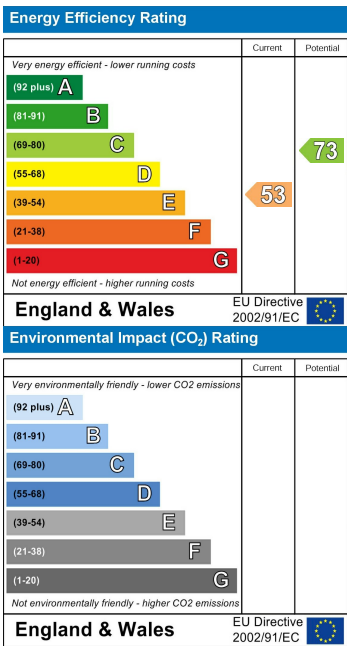 Energy Efficiency Rating
Current Potential
Very energy efficient - lower running costs
(92 plus) A
(81-91) B
(69-80) C
(55-68) D
(39-54) E
(21-38) F
(1-20) G
53
73
Not energy efficient - higher running costs
England & Wales
EU Directive
2002/91/EC
Environmental Impact (CO₂) Rating
Current Potential
Very environmentally friendly - lower CO2 emissions
(92 plus) A
(81-91) B
(69-80) C
(55-68) D
(39-54) E
(21-38) F
(1-20) G
Not environmentally friendly - higher CO2 emissions
England & Wales
EU Directive
2002/91/EC